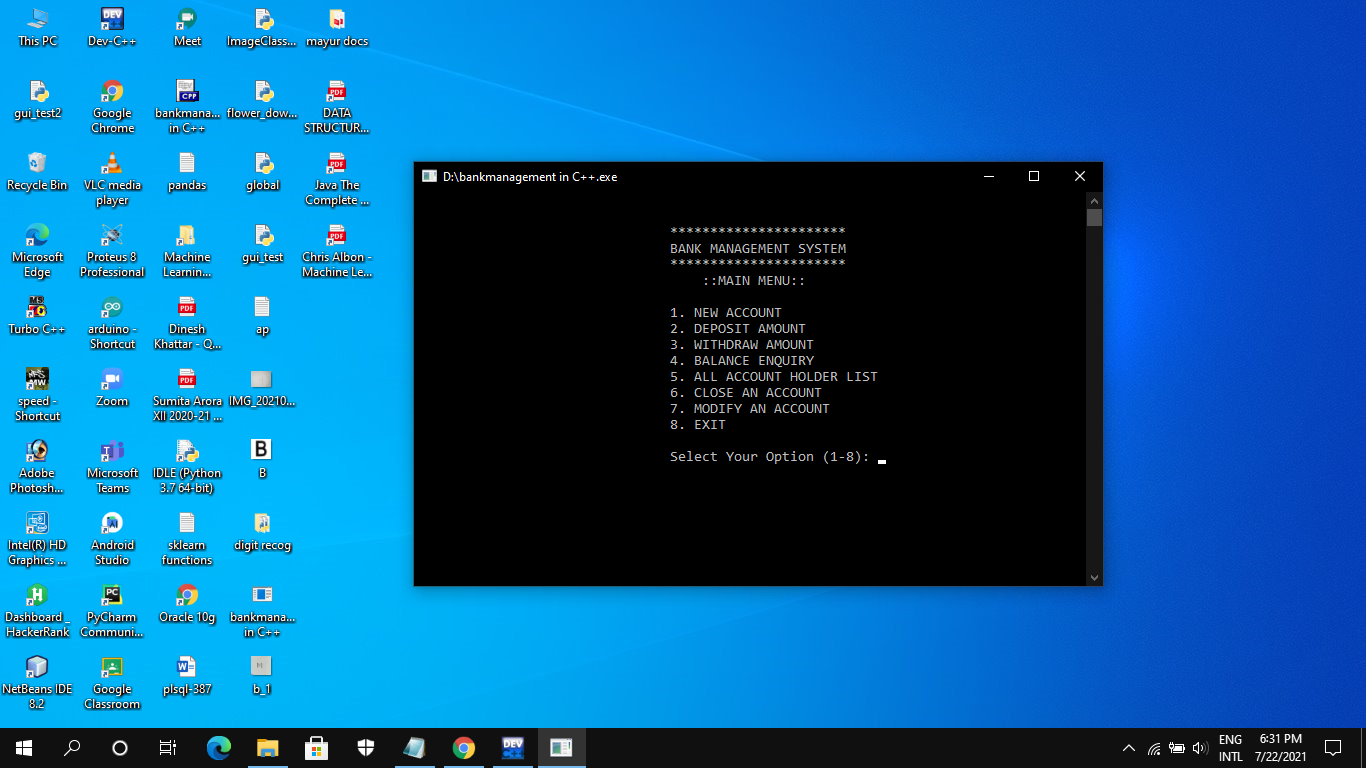 This PC
Dev-C++
Meet
ImageClass...
mayur docs
gui_test2
Google
Chrome
bankmana...
in C++
flower_dow...
DATA
STRUCTUR...
Recycle Bin
VLC media
player
pandas
global
Java The
Complete ...
Microsoft
Edge
Proteus 8
Professional
Machine
Learnin...
gui_test
Chris Albon -
Machine Le...
Turbo C++
arduino -
Shortcut
Dinesh
Khattar - Q...
ap
speed -
Shortcut
Zoom
Sumita Arora
XII 2020-21 ...
IMG_20210...
Adobe
Photosh...
Microsoft
Teams
IDLE (Python
3.7 64-bit)
B
B
Intel(R) HD
Graphics ...
Android
Studio
sklearn
functions
digit recog
Dashboard _
HackerRank
PyCharm
Communi...
Oracle 10g
bankmana...
in C++
NetBeans IDE
8.2
Google
Classroom
plsql-387
b_1
D:\bankmanagement in C++.exe
**********************
BANK MANAGEMENT SYSTEM
**********************
::MAIN MENU::
1. NEW ACCOUNT
2. DEPOSIT AMOUNT
3. WITHDRAW AMOUNT
4. BALANCE ENQUIRY
5. ALL ACCOUNT HOLDER LIST
6. CLOSE AN ACCOUNT
7. MODIFY AN ACCOUNT
8. EXIT
Select Your Option (1-8):
DEV
ENG
INTL
6:31 PM
7/22/2021